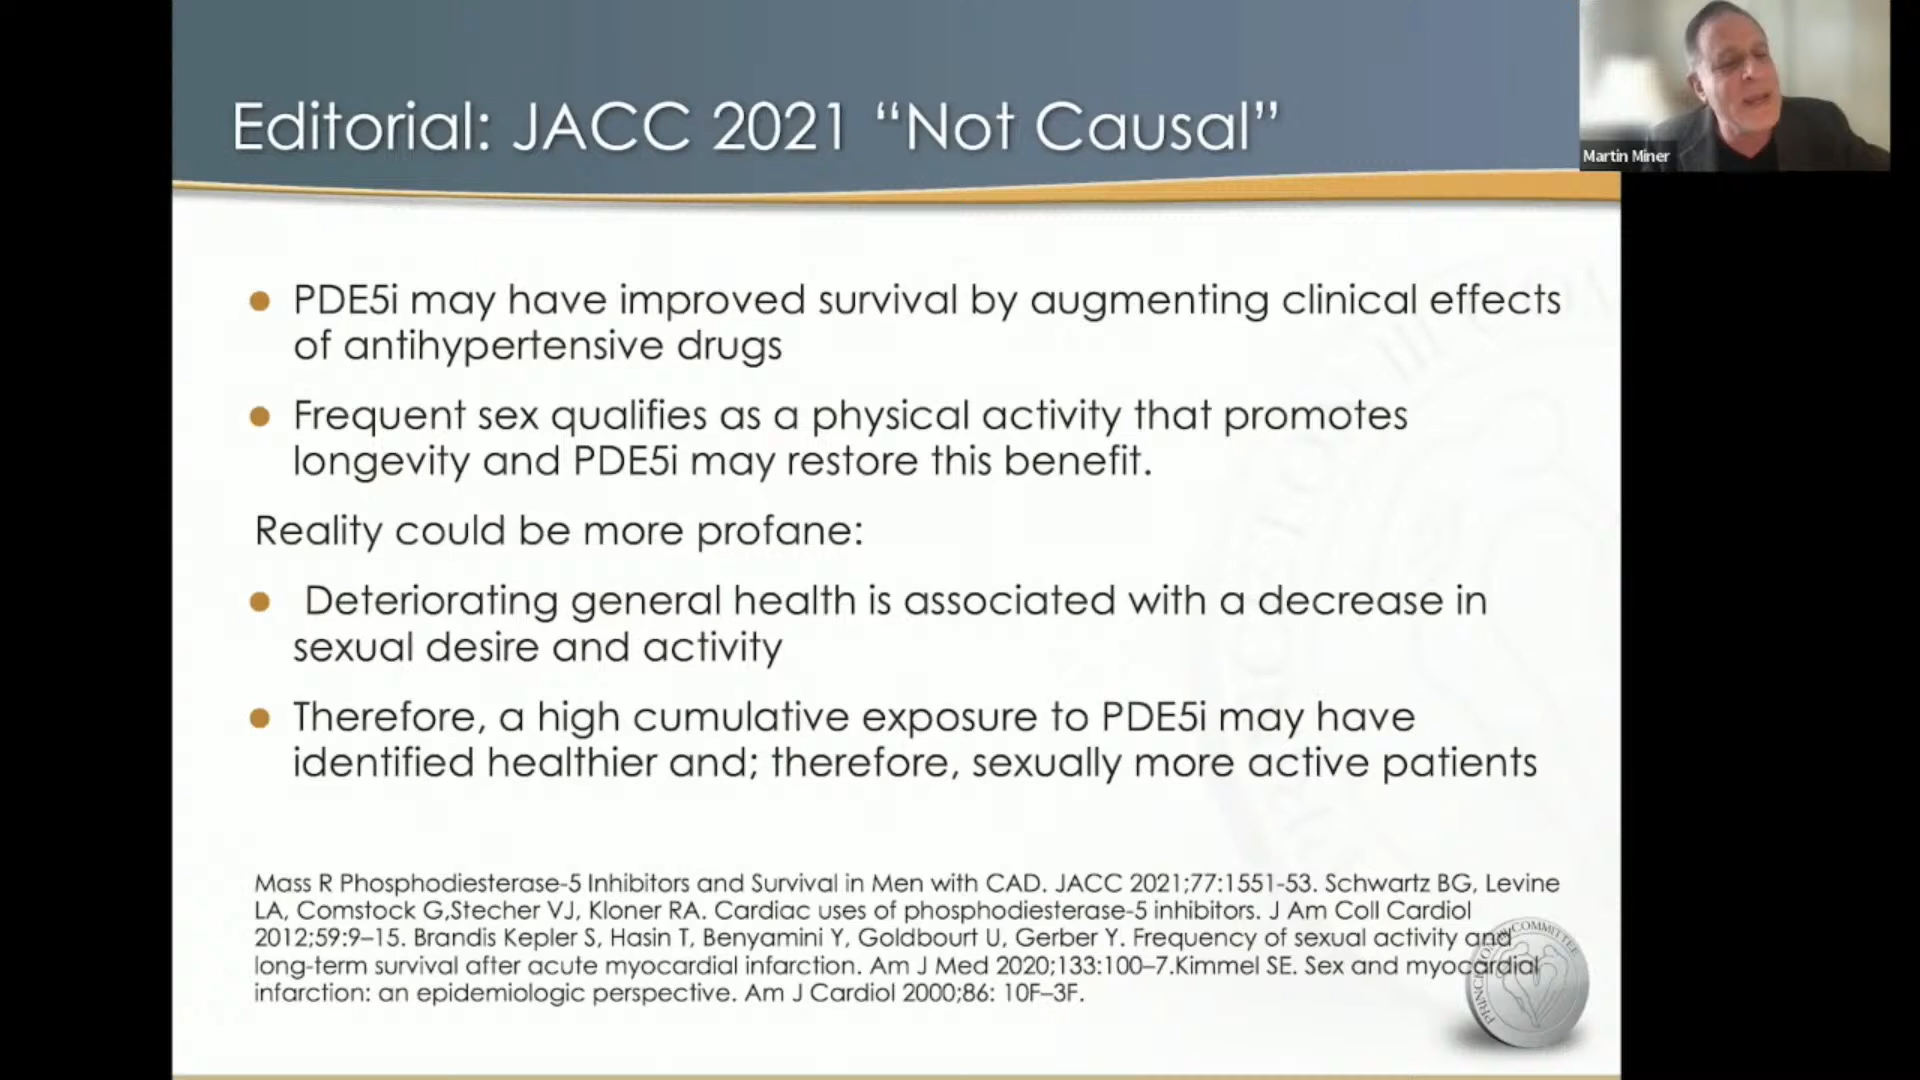 Editorial: JACC 2021 “Not Causal”
Martin Miner
PDE5i may have improved survival by augmenting clinical effects
of antihypertensive drugs
Frequent sex qualifies as a physical activity that promotes
longevity and PDE5i may restore this benefit.
Reality could be more profane:
Deteriorating general health is associated with a decrease in
sexual desire and activity
Therefore, a high cumulative exposure to PDE5i may have
identified healthier and; therefore, sexually more active patients
Mass R Phosphodiesterase-5 Inhibitors and Survival in Men with CAD. JACC 2021;77:1551-53. Schwartz BG, Levine
LA, Comstock G,Stecher VJ, Kloner RA. Cardiac uses of phosphodiesterase-5 inhibitors. J Am Coll Cardiol
2012;59:9–15. Brandis Kepler S, Hasin T, Benyamini Y, Goldbourt U, Gerber Y. Frequency of sexual activity and
long-term survival after acute myocardial infarction. Am J Med 2020;133:100–7.Kimmel SE. Sex and myocardial
infarction: an epidemiologic perspective. Am J Cardiol 2000;86: 10F–3F.